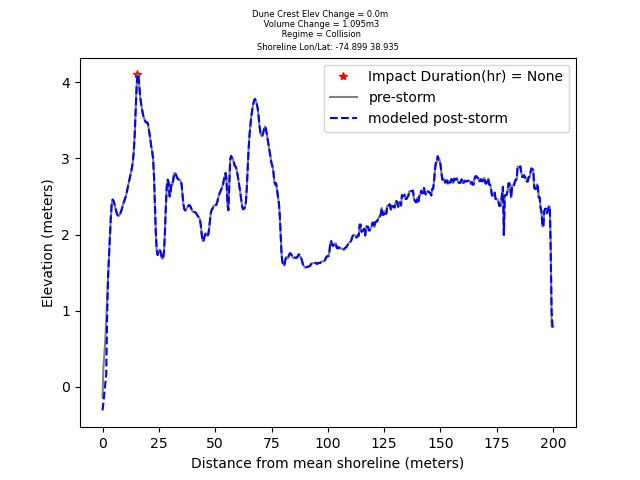 Dune Crest Elev Change = 0.0m
Volume Change = 1.095m3
Regime = Collision
Shoreline Lon/Lat: -74.899 38.935
Impact Duration(hr) = None
pre-storm
modeled post-storm
4
3
2
1
0
Elevation (meters)
0 25 50 75 100 125 150 175 200
Distance from mean shoreline (meters)